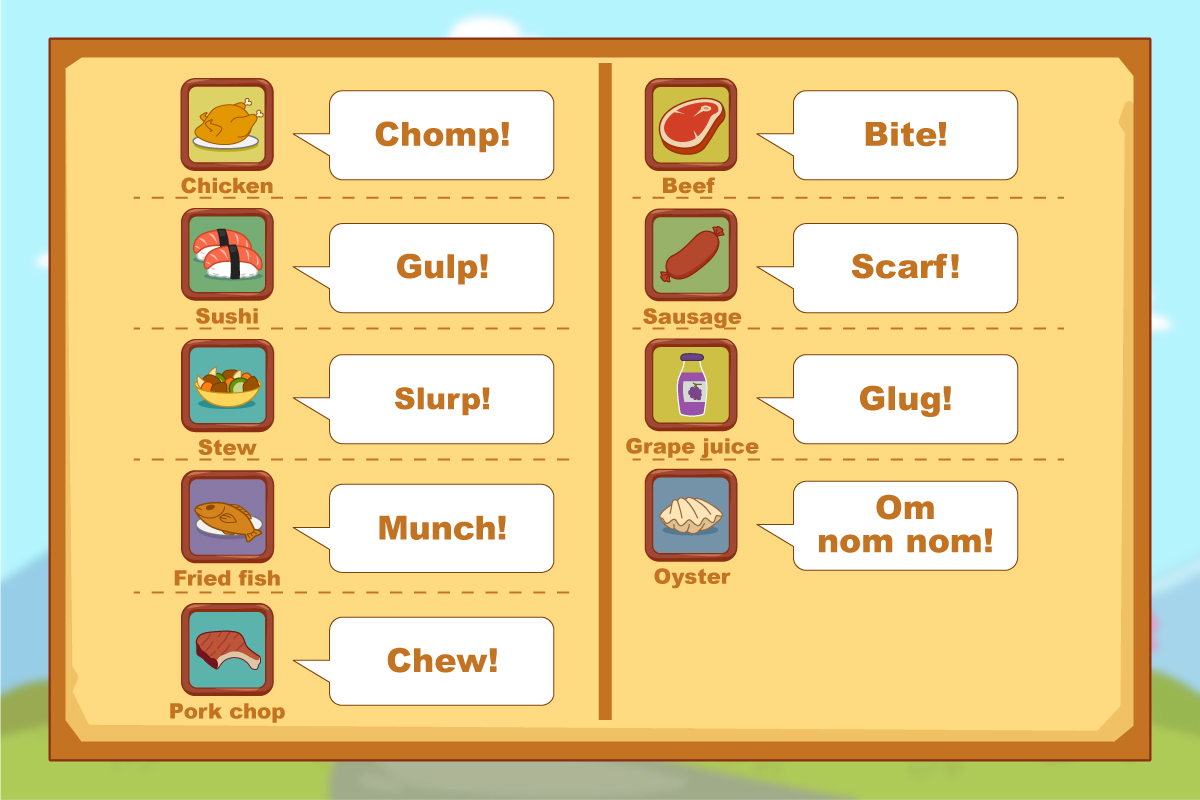 Chomp!
Chicken
Gulp!
Sushi
Slurp!
Stew
Munch!
Fried fish
Chew!
Pork chop
Bite!
Beef
Scarf!
Sausage
Glug!
Grape juice
Om
nom nom!
Oyster